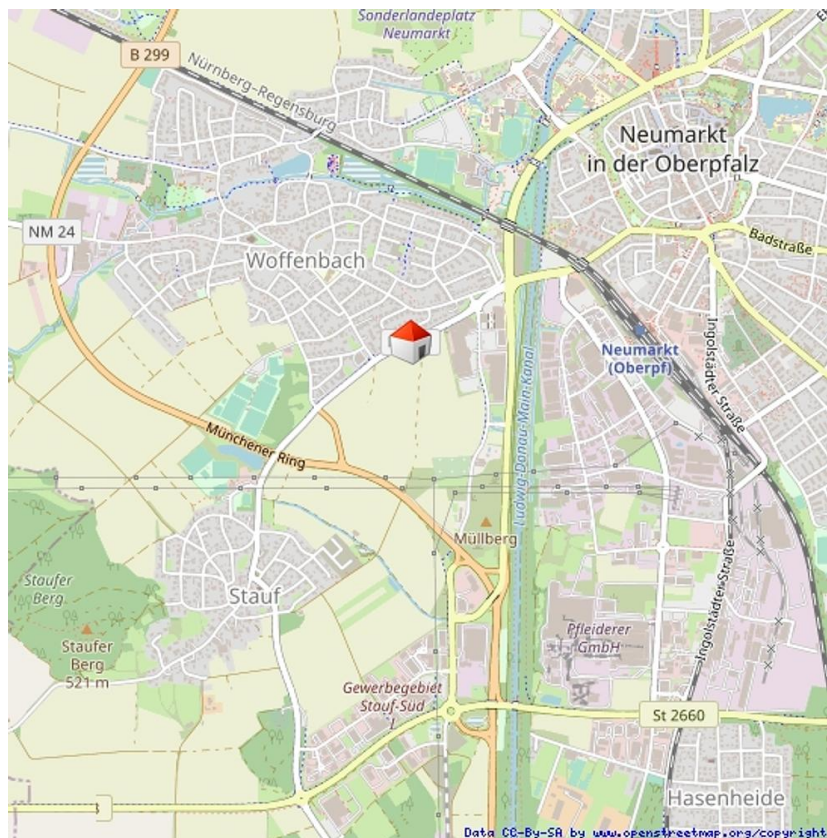 Sonderlandeplatz
Neumarkt
B 299
Nürnberg-Regensburg
Neumarkt
in der Oberpfalz
NM 24
Badstraße
Woffenbach
Ingolstädter Straße
Neumarkt
(Oberpf)
Ludwig-Donau-Main-Kanal
Münchener Ring
Müllberg
Staufer
Berg
Stauf
Ingolstädter Straße
Staufer
Berg
521 m
Pfleiderer
GmbH
Gewerbegebiet
Stauf-Süd
I
St 2660
Hasenheide
Data CC-By-SA by www.openstreetmap.org/copyright